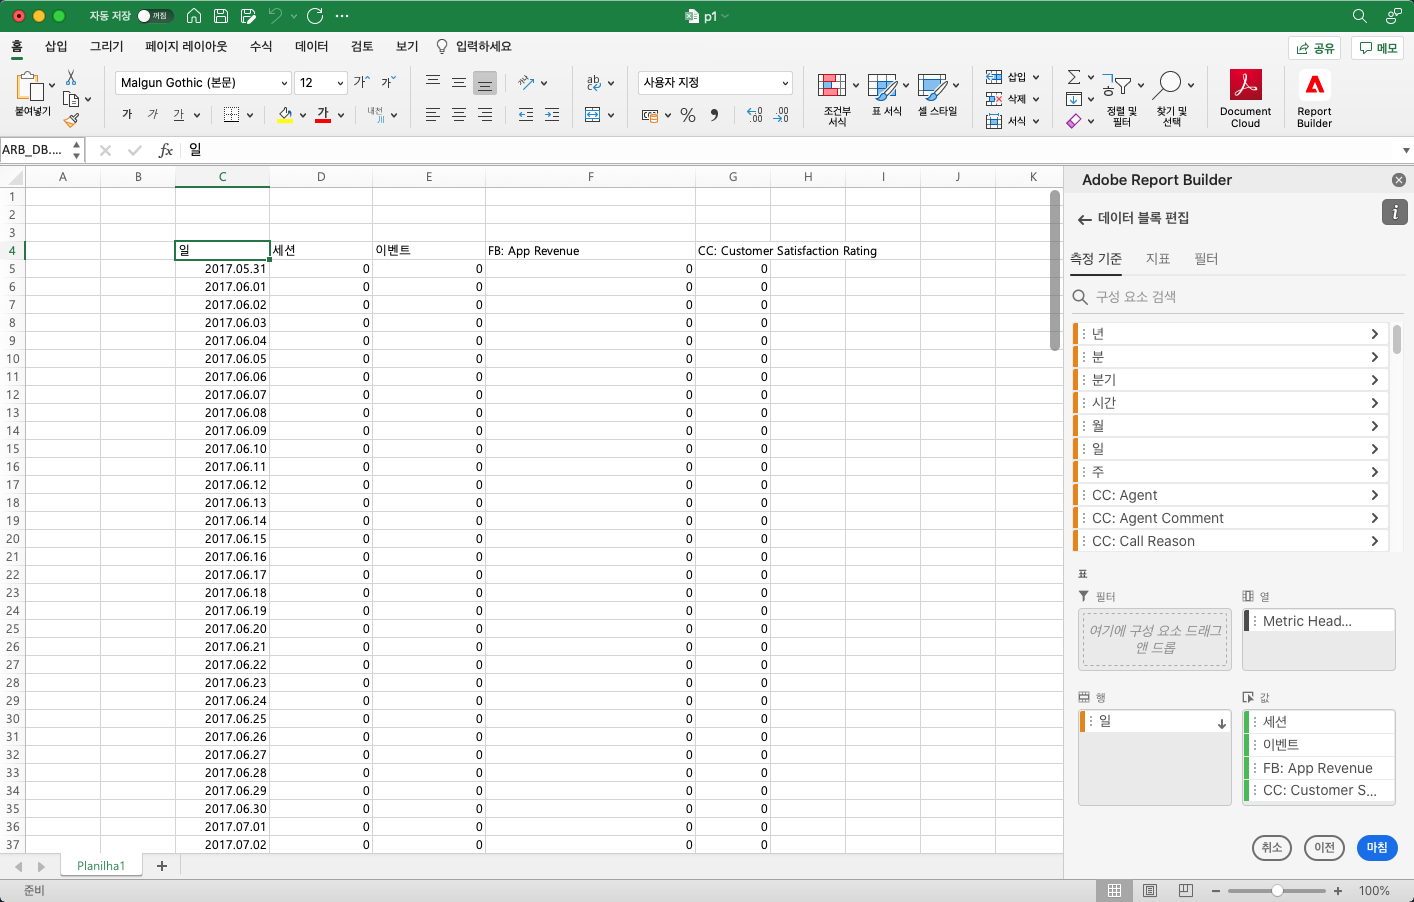 자동 저장 꺼짐 p1
홈 삽입 그리기 페이지 레이아웃 수식 데이터 검토 보기 입력하세요 공유 메모
붙여넣기 Malgun Gothic (본문) 12 가^ 가ˇ 가 가 가 가 내천 川 ab 사용자 지정 % 조건부 서식 표 서식 셀 스타일 삽입 삭제 서식 정렬 및 필터 찾기 및 선택 Document Cloud Report Builder
ARB_DB.... fx 일
A B C D E F G H I J K
1
2
3
4 일 세션 이벤트 FB: App Revenue CC: Customer Satisfaction Rating
5 2017.05.31 0 0 0 0
6 2017.06.01 0 0 0 0
7 2017.06.02 0 0 0 0
8 2017.06.03 0 0 0 0
9 2017.06.04 0 0 0 0
10 2017.06.05 0 0 0 0
11 2017.06.06 0 0 0 0
12 2017.06.07 0 0 0 0
13 2017.06.08 0 0 0 0
14 2017.06.09 0 0 0 0
15 2017.06.10 0 0 0 0
16 2017.06.11 0 0 0 0
17 2017.06.12 0 0 0 0
18 2017.06.13 0 0 0 0
19 2017.06.14 0 0 0 0
20 2017.06.15 0 0 0 0
21 2017.06.16 0 0 0 0
22 2017.06.17 0 0 0 0
23 2017.06.18 0 0 0 0
24 2017.06.19 0 0 0 0
25 2017.06.20 0 0 0 0
26 2017.06.21 0 0 0 0
27 2017.06.22 0 0 0 0
28 2017.06.23 0 0 0 0
29 2017.06.24 0 0 0 0
30 2017.06.25 0 0 0 0
31 2017.06.26 0 0 0 0
32 2017.06.27 0 0 0 0
33 2017.06.28 0 0 0 0
34 2017.06.29 0 0 0 0
35 2017.06.30 0 0 0 0
36 2017.07.01 0 0 0 0
37 2017.07.02 0 0 0 0
Adobe Report Builder
데이터 블록 편집
측정 기준 지표 필터
구성 요소 검색
년
분
분기
시간
월
일
주
CC: Agent
CC: Agent Comment
CC: Call Reason
표
필터 열
여기에 구성 요소 드래그
앤 드롭
Metric Head...
행 값
일
세션
이벤트
FB: App Revenue
CC: Customer S...
취소 이전 마침
Planilha1
준비 100%